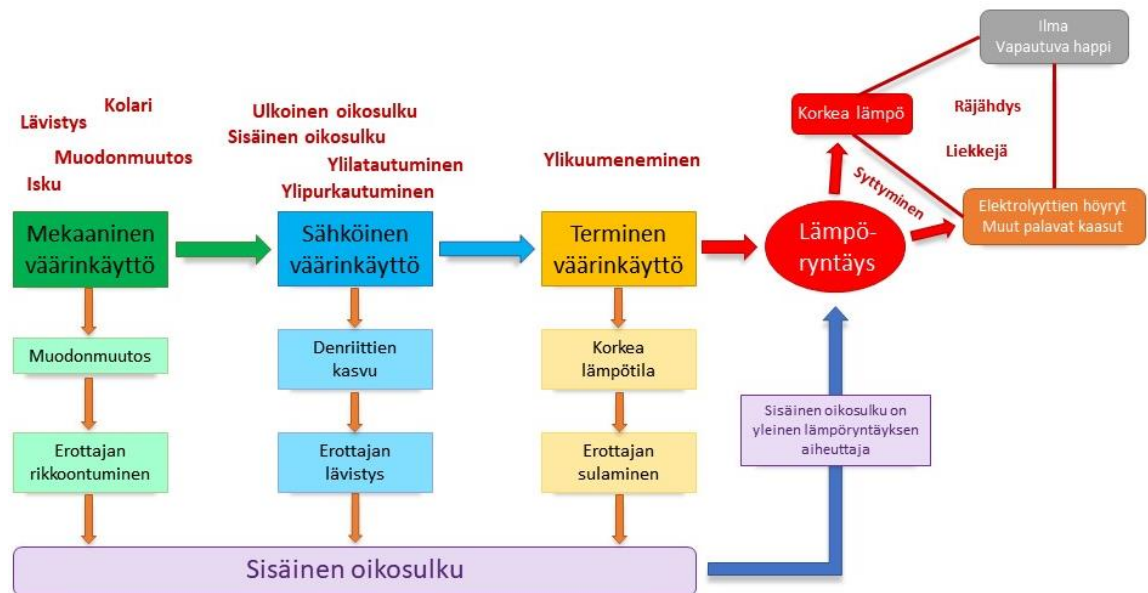 Ilma
Vapautuva happi
Korkea lämpö
Räjähdys
Liekkejä
Syttyminen
Elektrolyyttien höyryt
Muut palavat kaasut
Kolari
Lävistys
Muodonmuutos
Isku
Ulkoinen oikosulku
Sisäinen oikosulku
Ylilatautuminen
Ylipurkautuminen
Ylikuumeneminen
Mekaaninen
väärinkäyttö
Sähköinen
väärinkäyttö
Terminen
väärinkäyttö
Lämpö-
ryntäys
Muodonmuutos
Denriittien
kasvu
Korkea
lämpötila
Erottajan
rikkoontuminen
Erottajan
lävistys
Erottajan
sulaminen
Sisäinen oikosulku on
yleinen lämpöryntäyksen
aiheuttaja
Sisäinen oikosulku